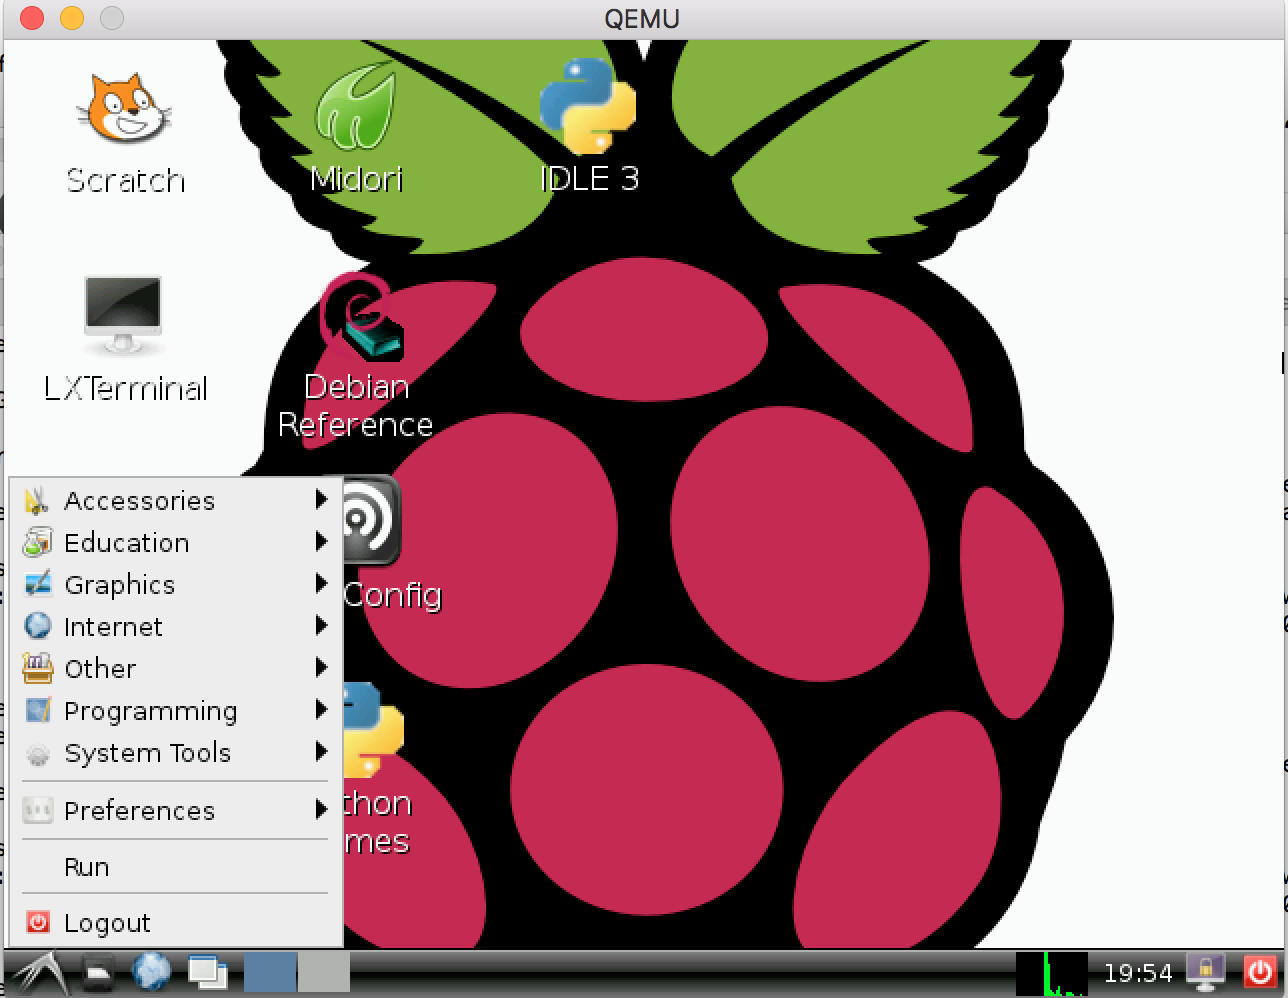 QEMU
Scratch
Midori
IDLE 3
LXTerminal
Debian
Reference
Accessories
Education
Graphics
Internet
Other
Programming
System Tools
Preferences
Run
Logout
Config
thon
mes
19:54